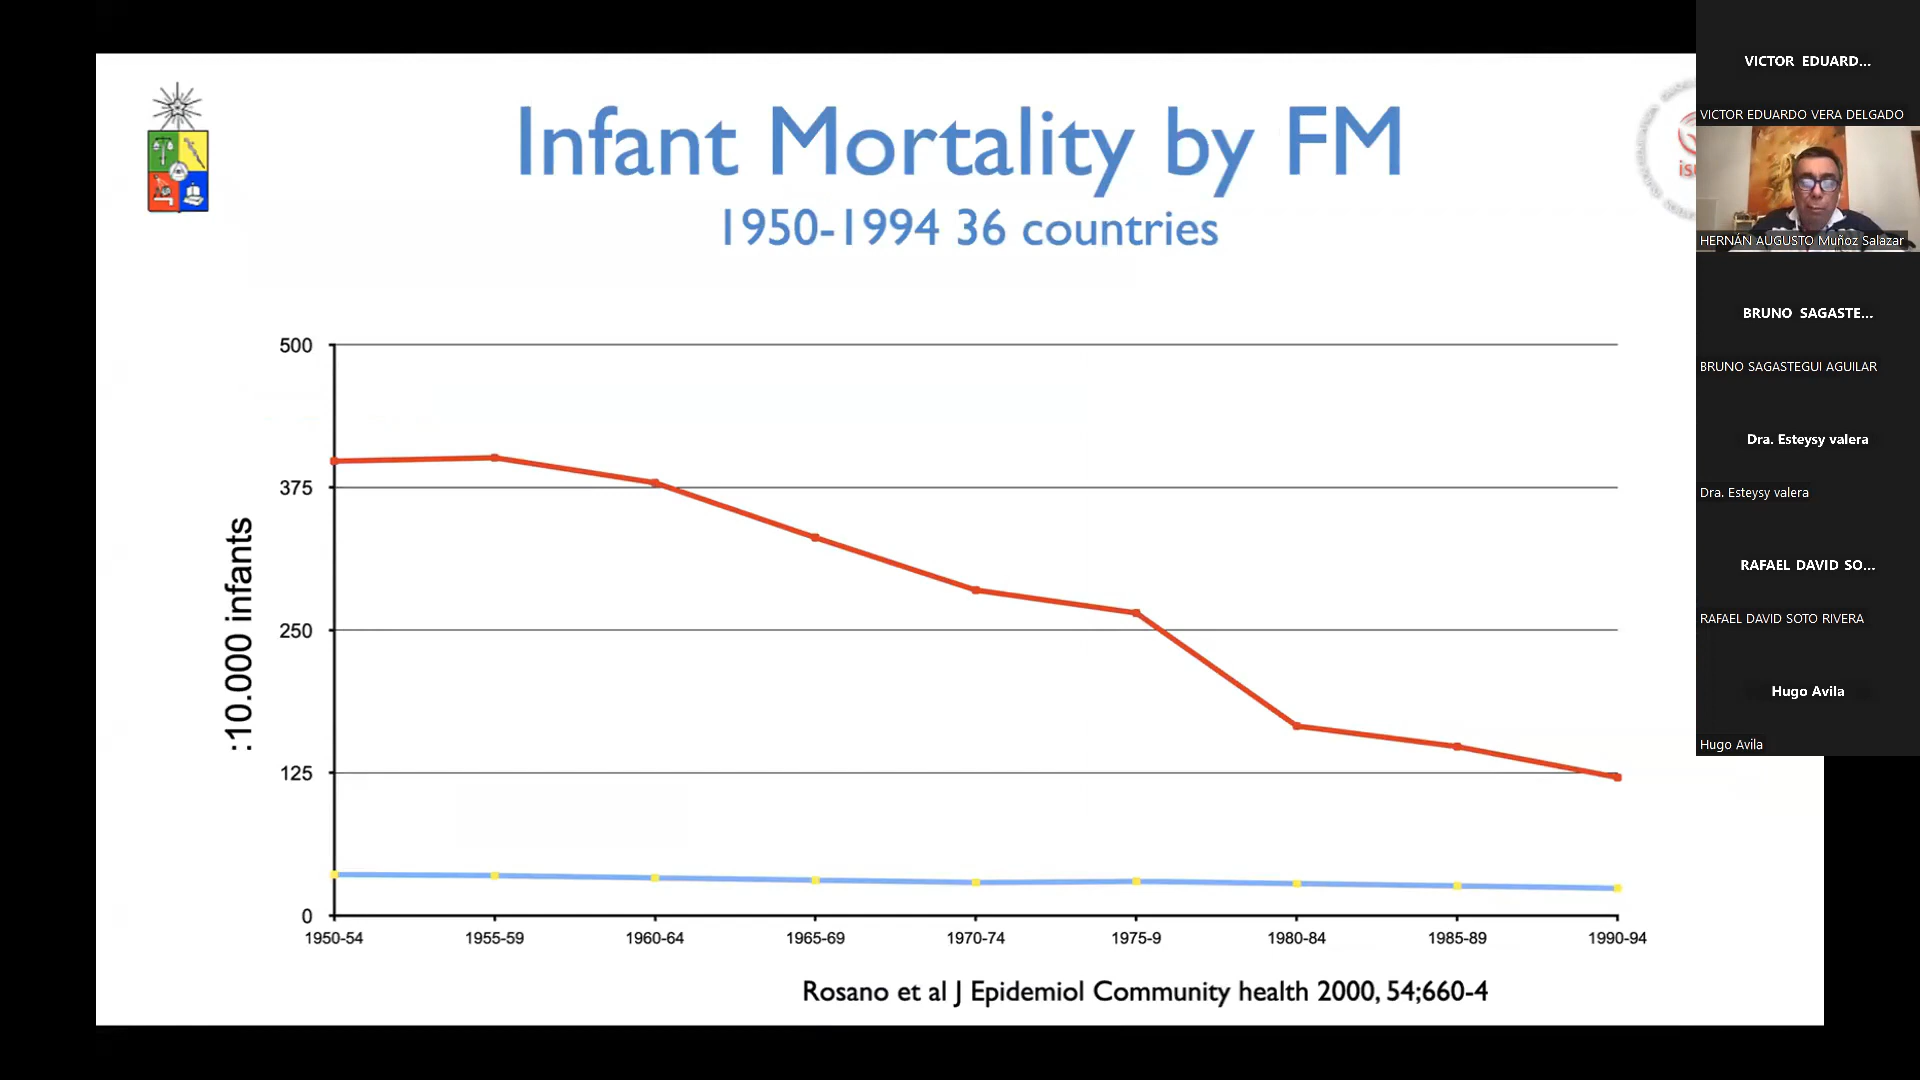 Infant Mortality by FM
1950-1994 36 countries
:10.000 infants
500
375
250
125
0
1950-54
1955-59
1960-64
1965-69
1970-74
1975-9
1980-84
1985-89
1990-94
Rosano et al J Epidemiol Community health 2000, 54;660-4
VICTOR EDUARD...
VICTOR EDUARDO VERA DELGADO
HERNÁN AUGUSTO Muñoz Salazar
BRUNO SAGASTE...
BRUNO SAGASTEGUI AGUILAR
Dra. Esteysy valera
Dra. Esteysy valera
RAFAEL DAVID SO...
RAFAEL DAVID SOTO RIVERA
Hugo Avila
Hugo Avila